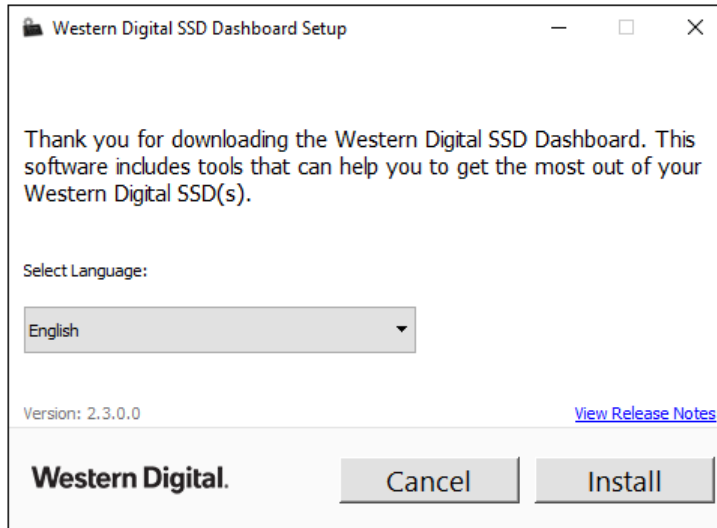 Western Digital SSD Dashboard Setup
Thank you for downloading the Western Digital SSD Dashboard. This
software includes tools that can help you to get the most out of your
Western Digital SSD(s).
Select Language:
English
Version: 2.3.0.0
View Release Notes
Western Digital.
Cancel
Install